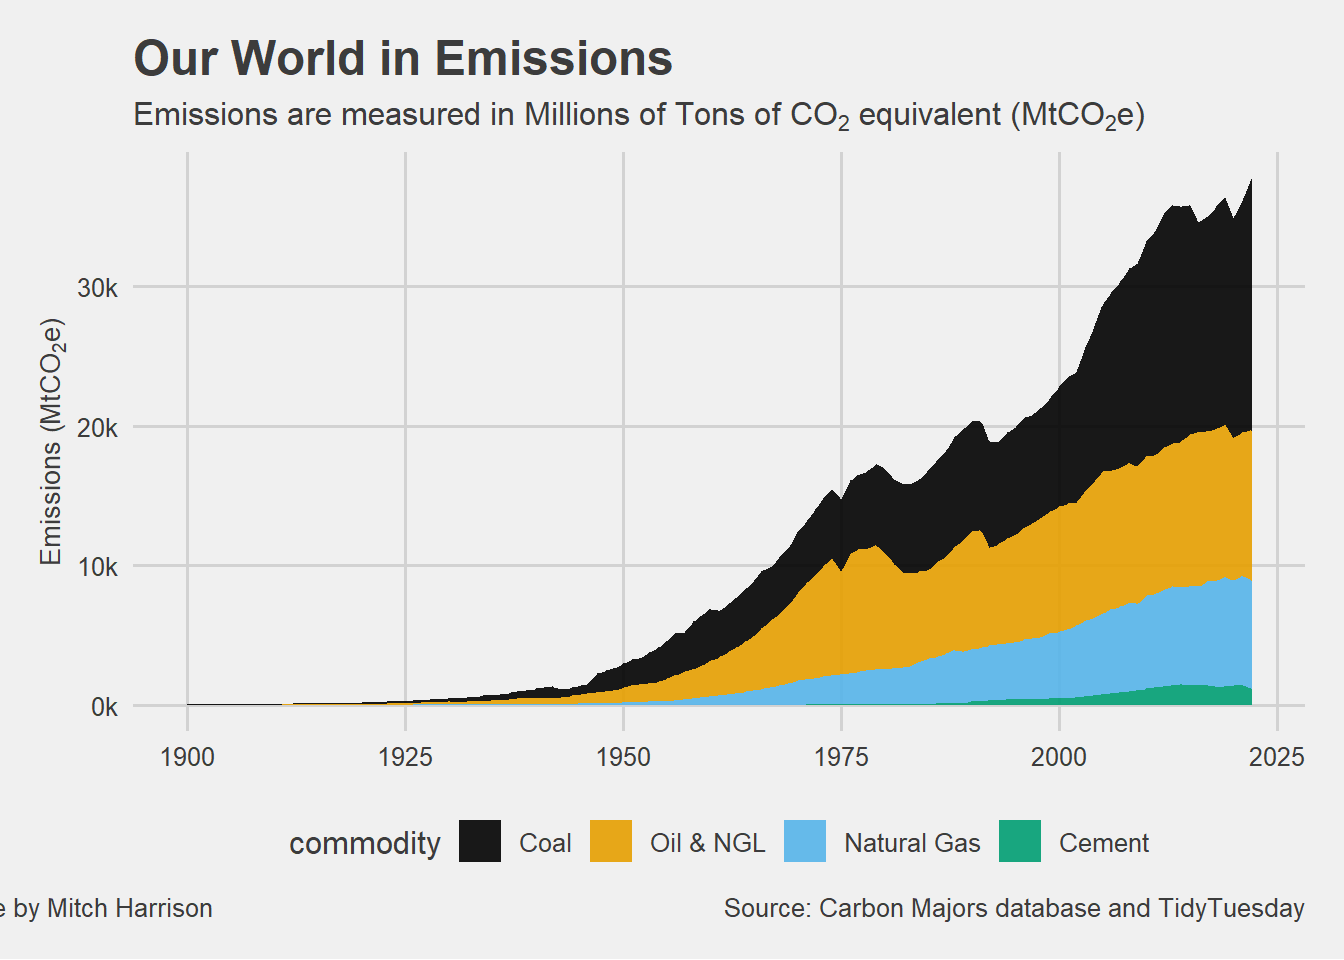 Our World in Emissions
Emissions are measured in Millions of Tons of CO₂ equivalent (MtCO₂e)
Emissions (MtCO₂e)
30k
20k
10k
0k
1900 1925 1950 1975 2000 2025
commodity Coal Oil & NGL Natural Gas Cement
by Mitch Harrison
Source: Carbon Majors database and TidyTuesday